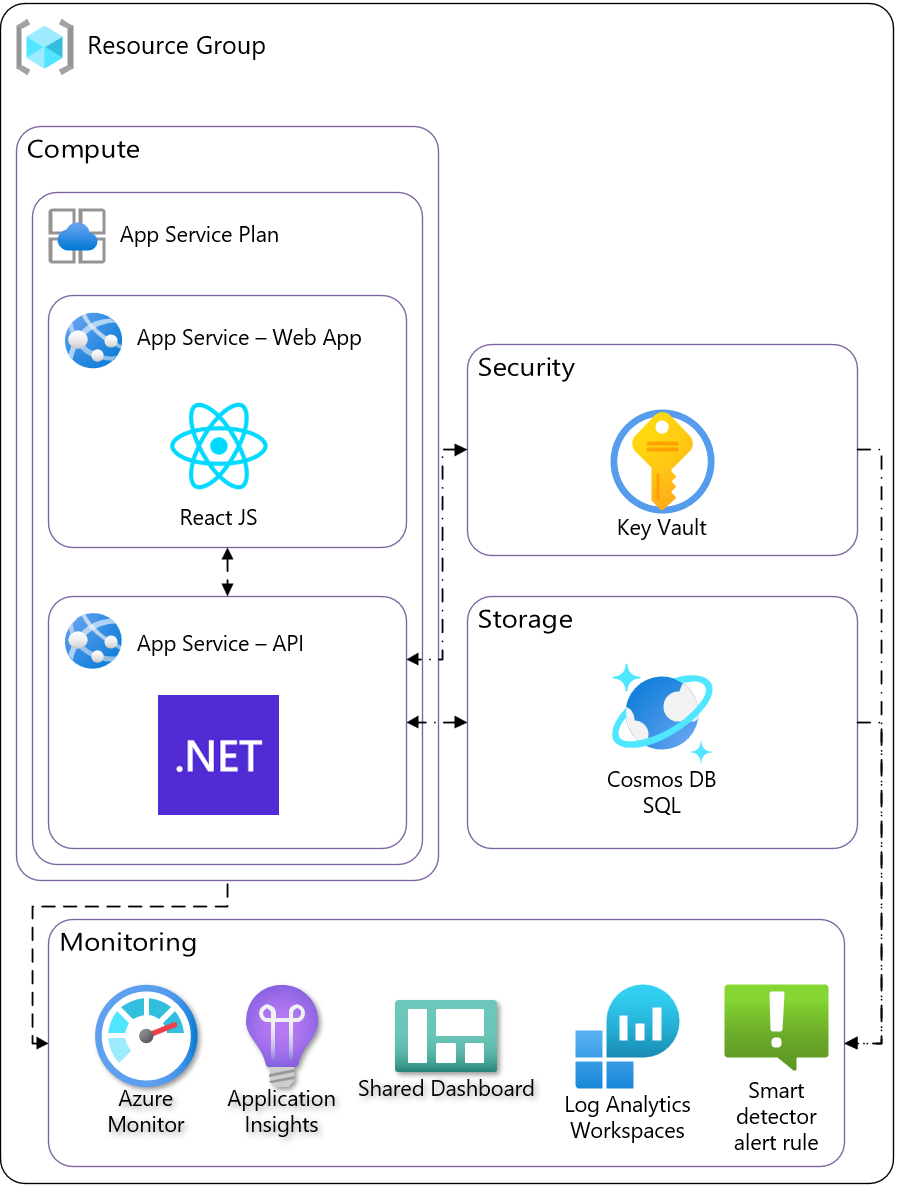 Resource Group
Compute
App Service Plan
App Service – Web App
React JS
App Service – API
.NET
Security
Key Vault
Storage
Cosmos DB
SQL
Monitoring
Azure
Monitor
Application
Insights
Shared Dashboard
Log Analytics
Workspaces
Smart
detector
alert rule